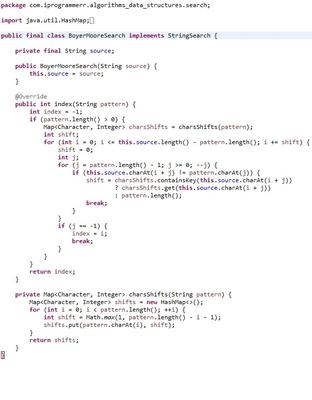 package com.iprogrammerr.algorithms_data_structures.search;
import java.util.HashMap;
public final class BoyerMooreSearch implements StringSearch {
private final String source;
public BoyerMooreSearch(String source) {
this.source = source;
}
@Override
public int index(String pattern) {
int index = -1;
if (pattern.length() > 0) {
Map<Character, Integer> charsShifts = charsShifts(pattern);
int shift;
for (int i = 0; i <= this.source.length() - pattern.length(); i += shift) {
shift = 0;
int j;
for (j = pattern.length() - 1; j >= 0; --j) {
if (this.source.charAt(i + j) != pattern.charAt(j)) {
shift = charsShifts.containsKey(this.source.charAt(i + j))
? charsShifts.get(this.source.charAt(i + j))
: pattern.length();
break;
}
}
if (j == -1) {
index = i;
break;
}
}
}
return index;
}
private Map<Character, Integer> charsShifts(String pattern) {
Map<Character, Integer> shifts = new HashMap<>();
for (int i = 0; i < pattern.length(); ++i) {
int shift = Math.max(1, pattern.length() - i - 1);
shifts.put(pattern.charAt(i), shift);
}
return shifts;
}
}